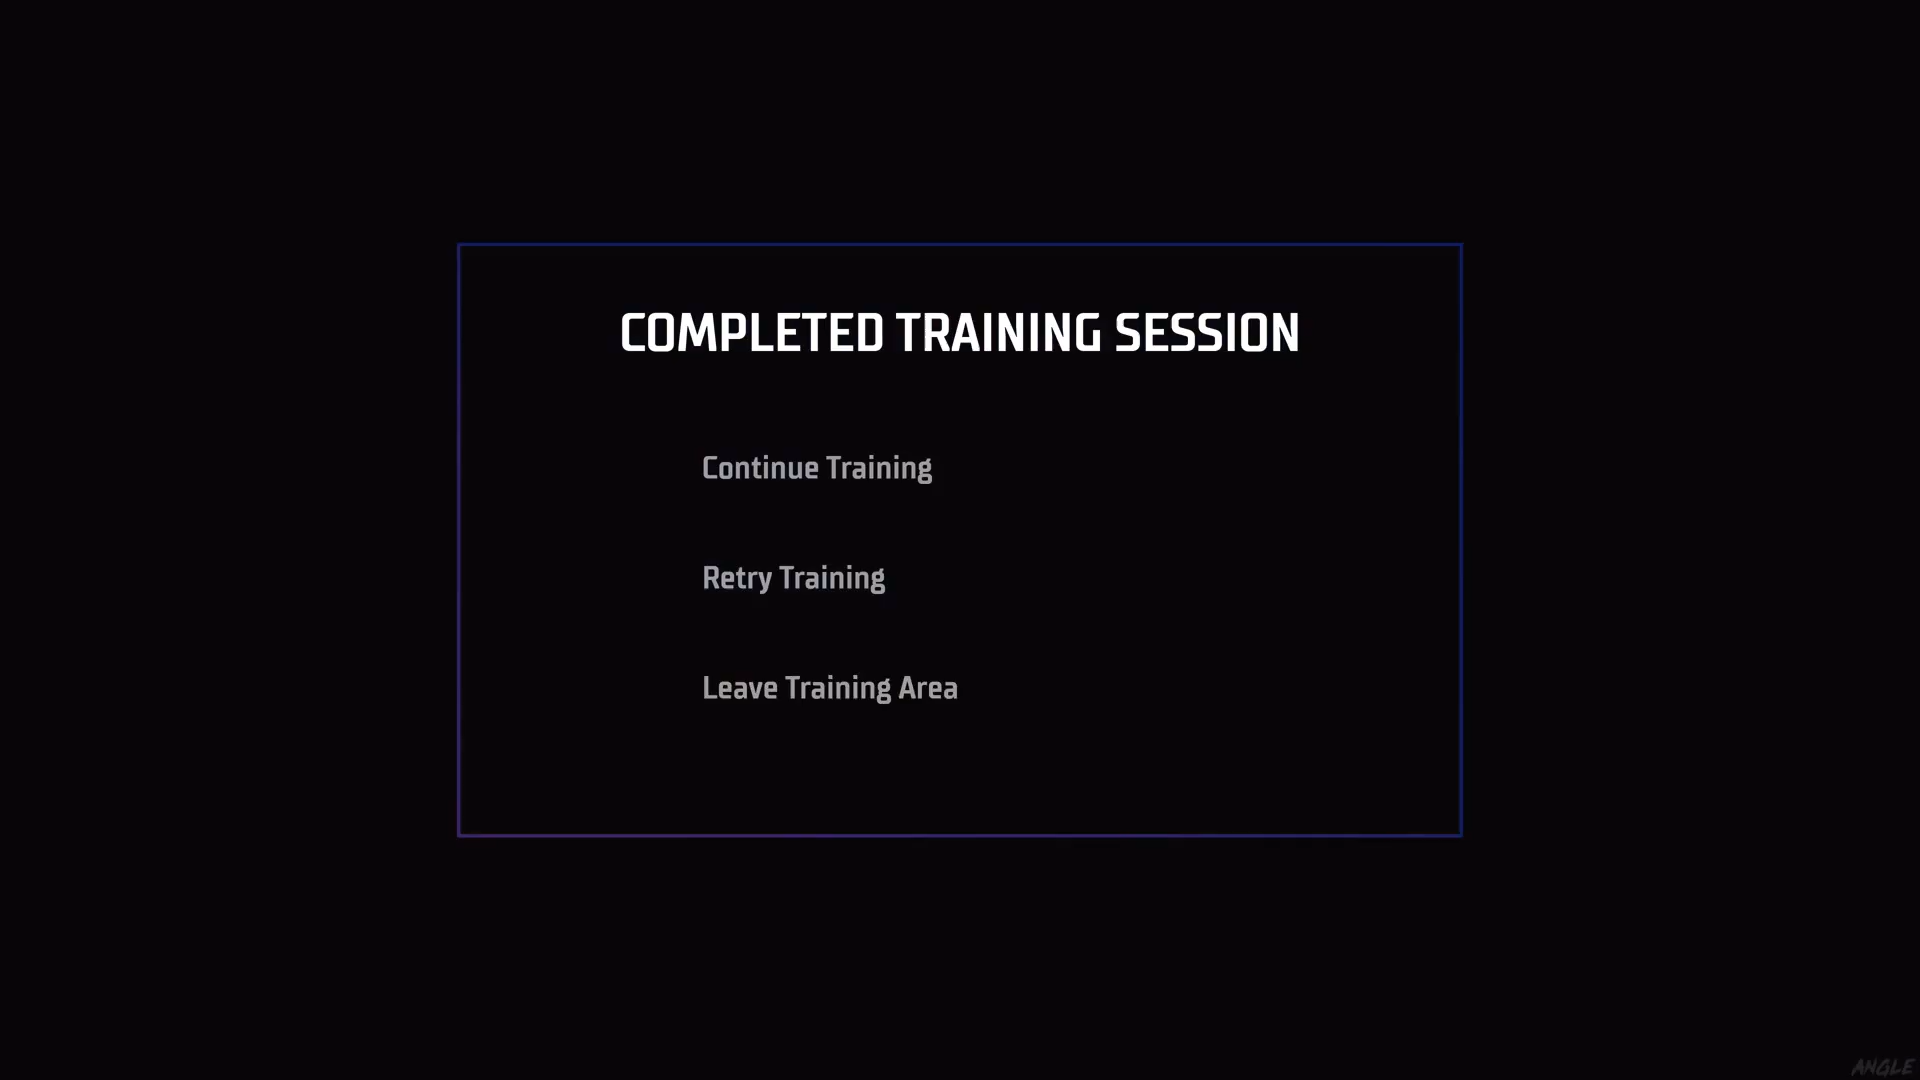 COMPLETED TRAINING SESSION
Continue Training
Retry Training
Leave Training Area
ANGLE